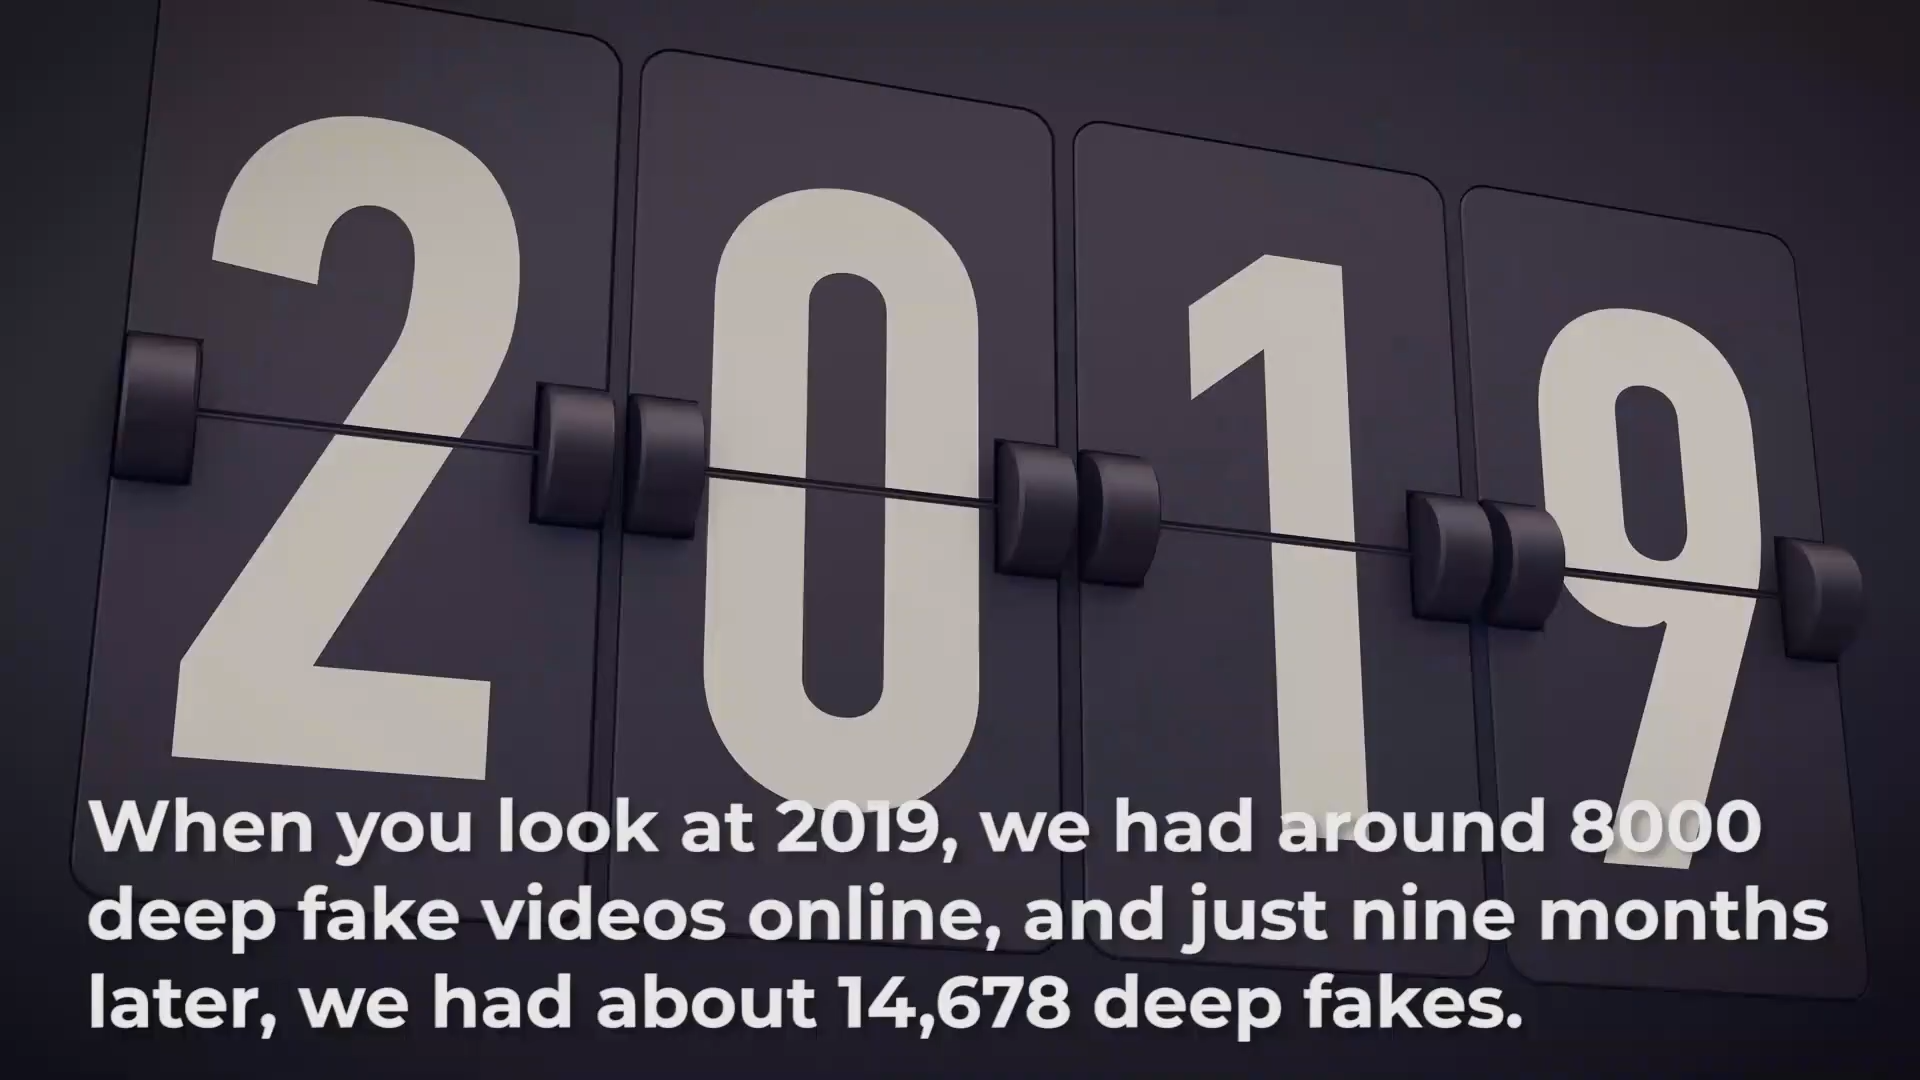 2019
When you look at 2019, we had around 8000
deep fake videos online, and just nine months
later, we had about 14,678 deep fakes.